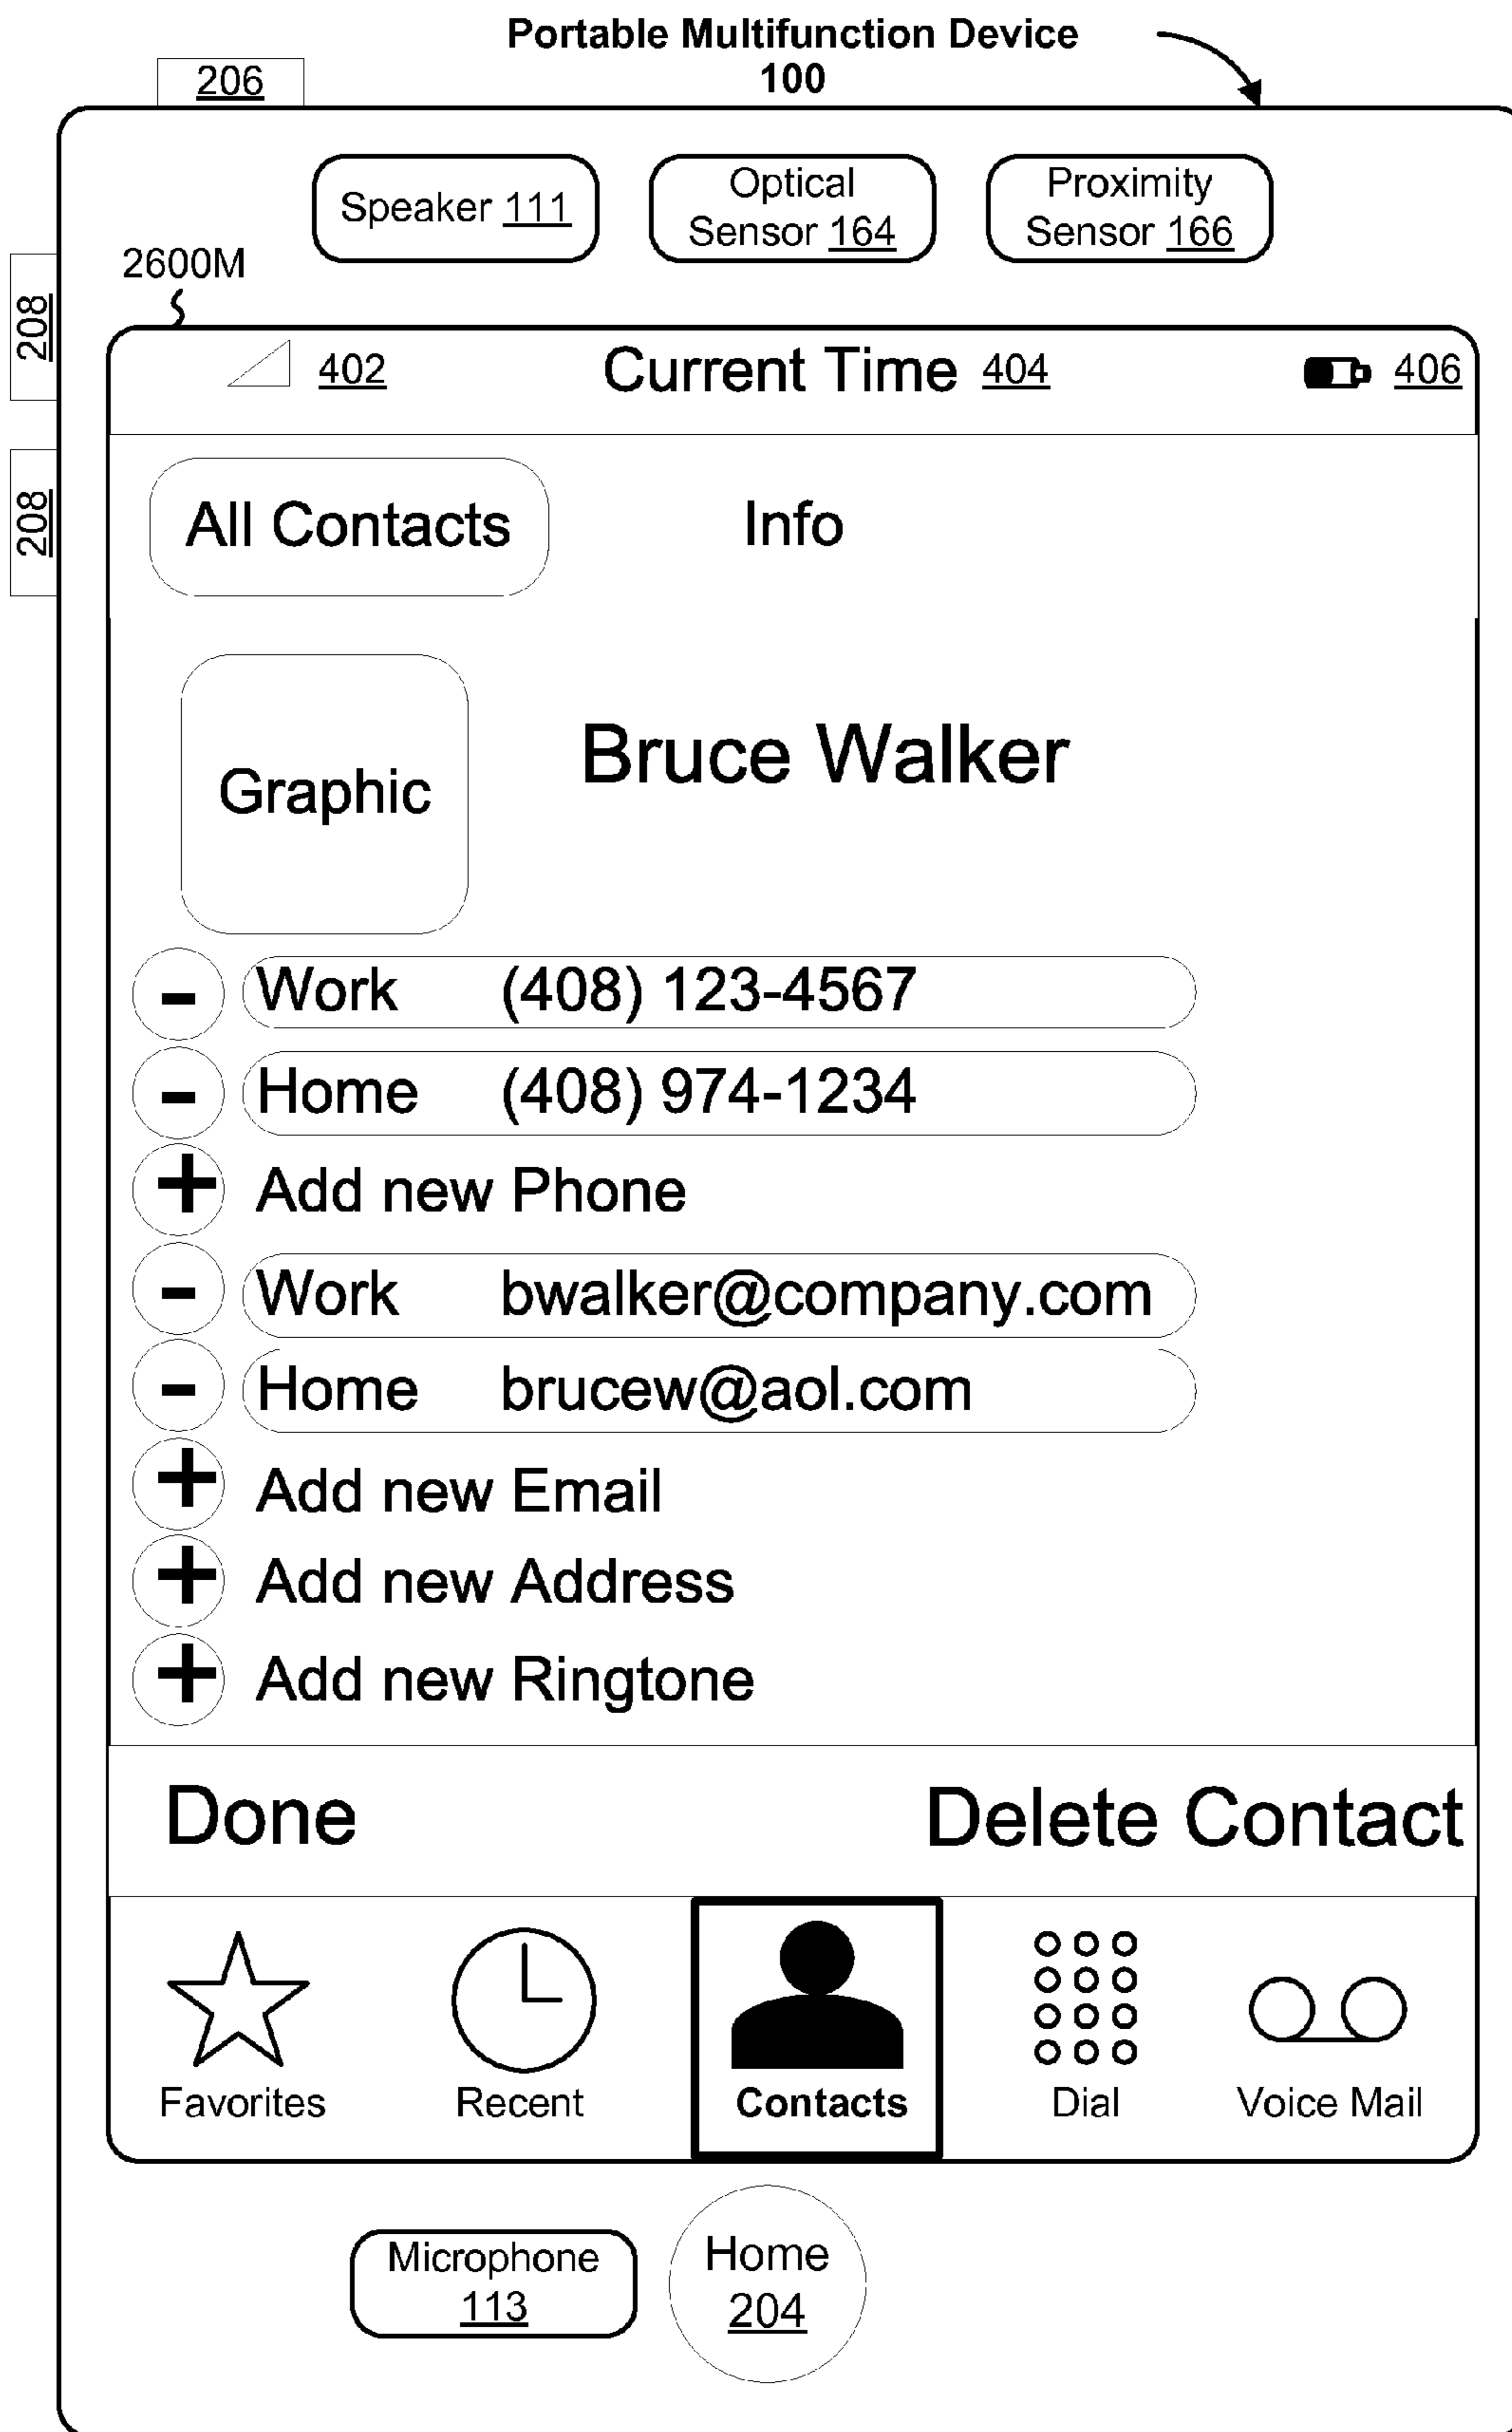 Portable Multifunction Device
100
206
Speaker 111
Optical
Sensor 164
Proximity
Sensor 166
2600M
208
208
402
Current Time 404
406
All Contacts
Info
Graphic
Bruce Walker
- Work (408) 123-4567
- Home (408) 974-1234
+ Add new Phone
- Work bwalker@company.com
- Home brucew@aol.com
+ Add new Email
+ Add new Address
+ Add new Ringtone
Done
Delete Contact
Favorites
Recent
Contacts
Dial
Voice Mail
Microphone
113
Home
204